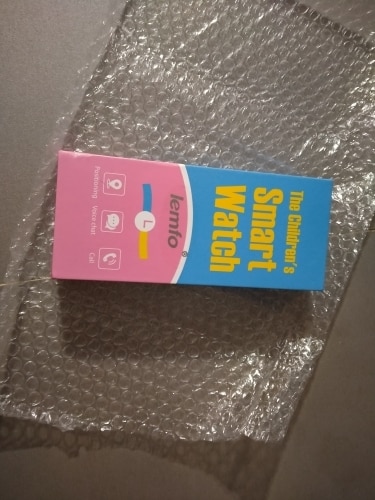 The Children's
Smart
Watch
lemfo®
L
Positioning
Voice chat
Call